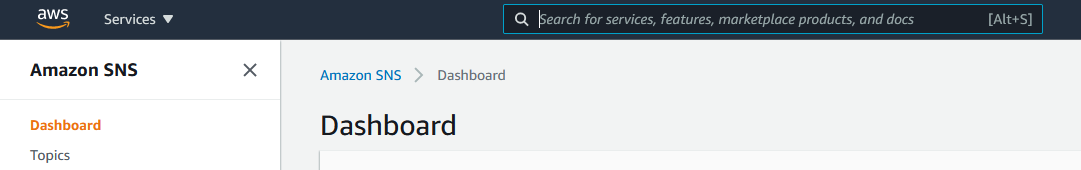 aws Services Search for services, features, marketplace products, and docs [Alt+S]
Amazon SNS
Amazon SNS Dashboard
Dashboard
Dashboard
Topics